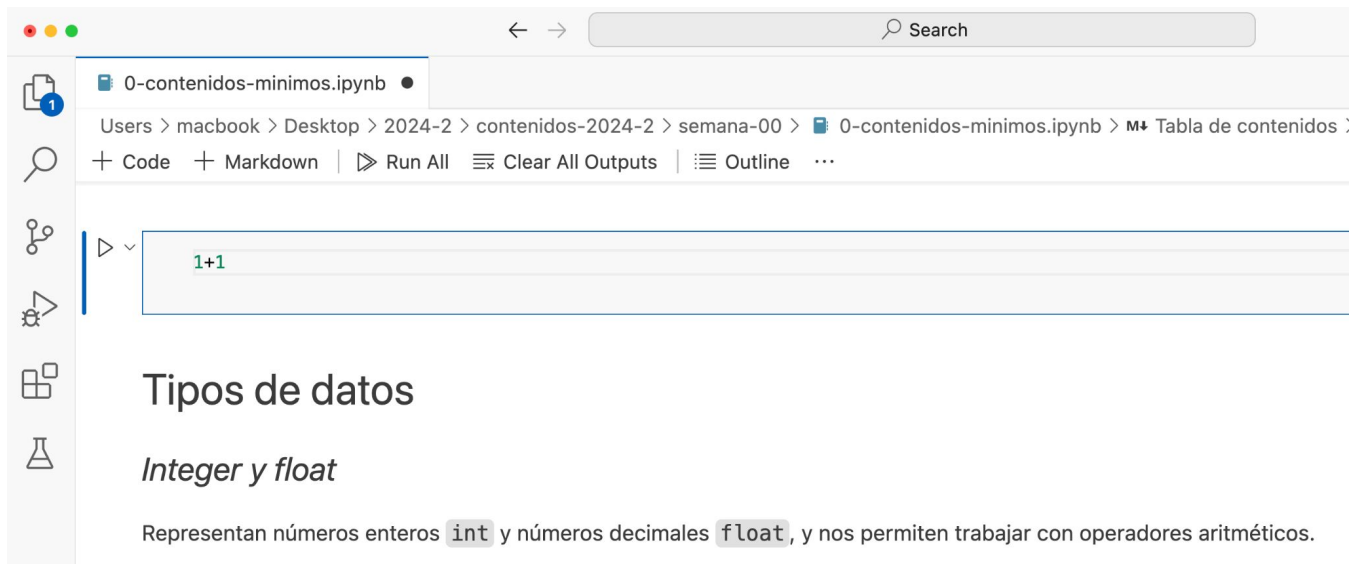 Search
0-contenidos-minimos.ipynb
1
Users > macbook > Desktop > 2024-2 > contenidos-2024-2 > semana-00 > 0-contenidos-minimos.ipynb > M↓ Tabla de contenidos >
+ Code + Markdown | Run All Clear All Outputs | Outline ...
1+1
Tipos de datos
Integer y float
Representan números enteros int y números decimales float, y nos permiten trabajar con operadores aritméticos.